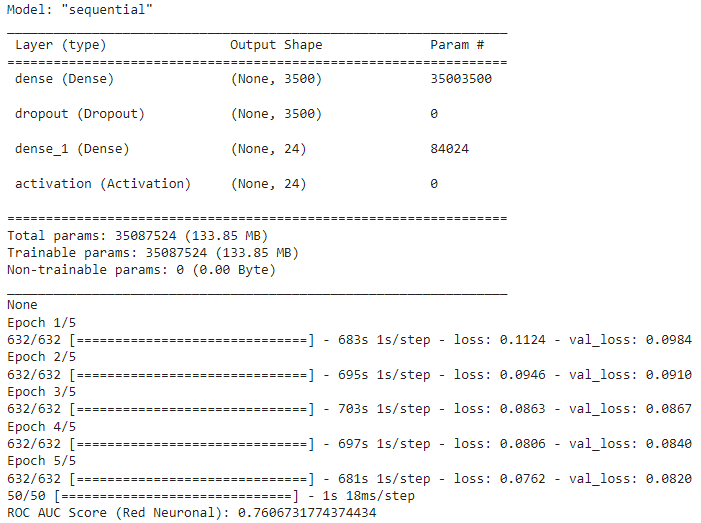 Model: "sequential"
_________________________________________________________________
Layer (type) Output Shape Param #
=================================================================
dense (Dense) (None, 3500) 35003500
dropout (Dropout) (None, 3500) 0
dense_1 (Dense) (None, 24) 84024
activation (Activation) (None, 24) 0
=================================================================
Total params: 35087524 (133.85 MB)
Trainable params: 35087524 (133.85 MB)
Non-trainable params: 0 (0.00 Byte)
_________________________________________________________________
None
Epoch 1/5
632/632 [==============================] - 683s 1s/step - loss: 0.1124 - val_loss: 0.0984
Epoch 2/5
632/632 [==============================] - 695s 1s/step - loss: 0.0946 - val_loss: 0.0910
Epoch 3/5
632/632 [==============================] - 703s 1s/step - loss: 0.0863 - val_loss: 0.0867
Epoch 4/5
632/632 [==============================] - 697s 1s/step - loss: 0.0806 - val_loss: 0.0840
Epoch 5/5
632/632 [==============================] - 681s 1s/step - loss: 0.0762 - val_loss: 0.0820
50/50 [==============================] - 1s 18ms/step
ROC AUC Score (Red Neuronal): 0.7606731774374434